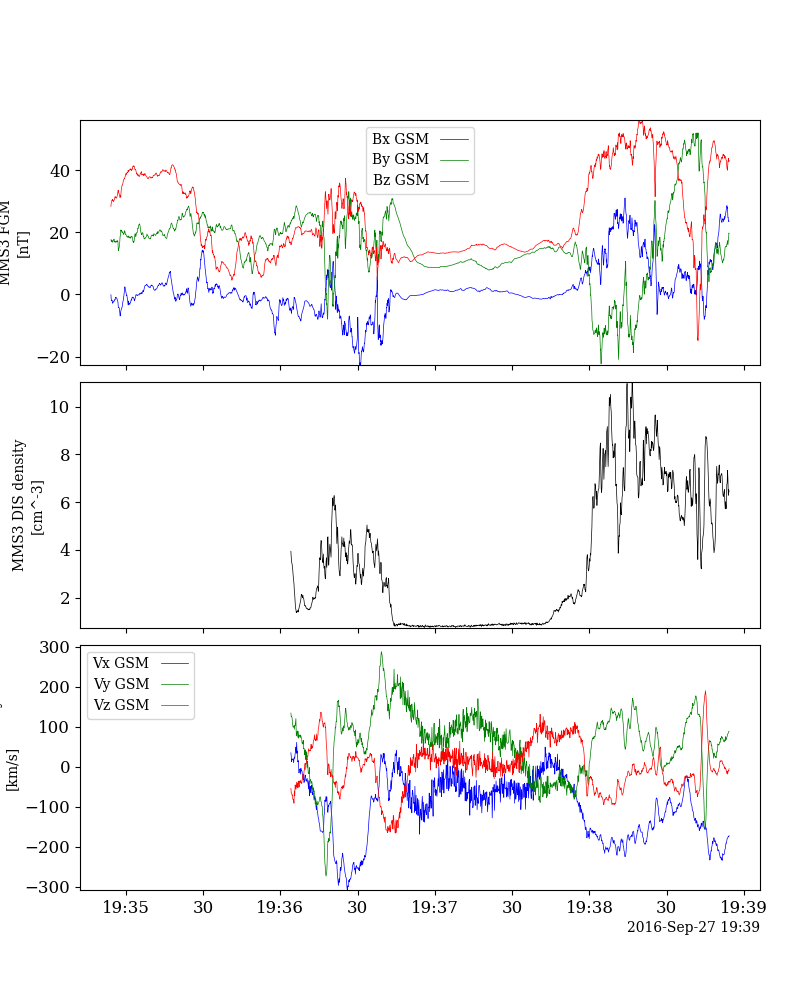 40
20
0
−20
MMS3 FGM
[nT]
Bx GSM
By GSM
Bz GSM
10
8
6
4
2
MMS3 DIS density
[cm^-3]
300
200
100
0
−100
−200
−300
[km/s]
Vx GSM
Vy GSM
Vz GSM
19:35 30 19:36 30 19:37 30 19:38 30 19:39
2016-Sep-27 19:39